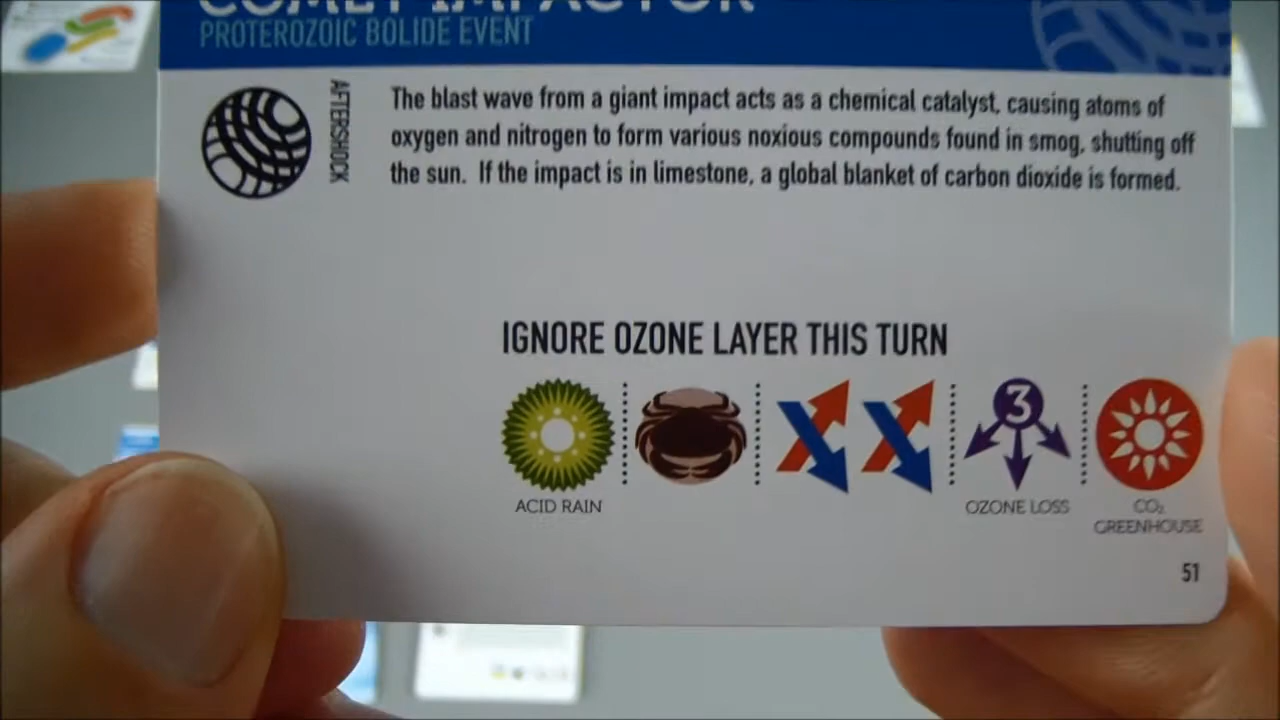 COMET IMPACTOR
PROTEROZOIC BOLIDE EVENT
AFTERSHOCK
The blast wave from a giant impact acts as a chemical catalyst, causing atoms of
oxygen and nitrogen to form various noxious compounds found in smog, shutting off
the sun. If the impact is in limestone, a global blanket of carbon dioxide is formed.
IGNORE OZONE LAYER THIS TURN
3
ACID RAIN
OZONE LOSS
CO₂
GREENHOUSE
51